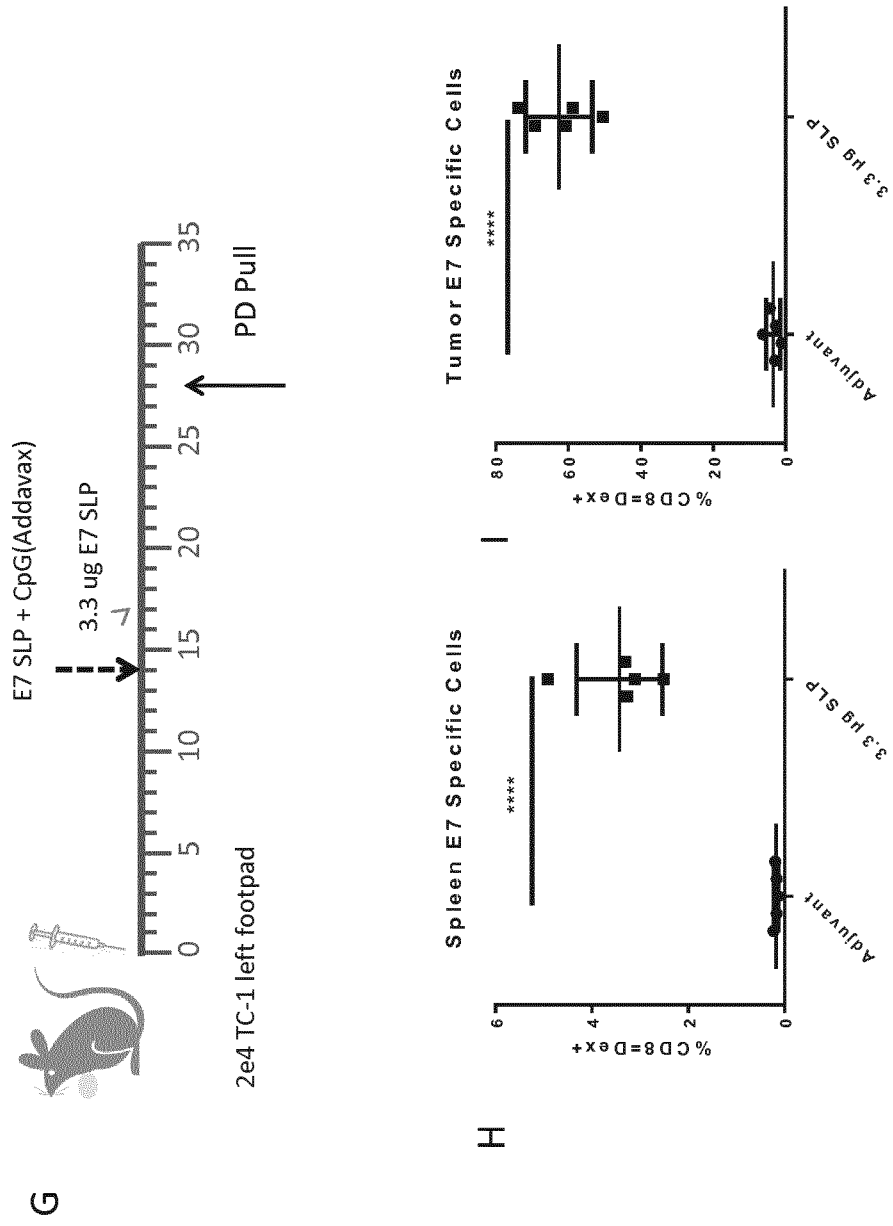 G
E7 SLP + CpG(Addavax)
3.3 ug E7 SLP
0 5 10 15 20 25 30 35
2e4 TC-1 left footpad
PD Pull
H
Spleen E7 Specific Cells
****
% CD8=Dex+
6
4
2
0
Adjuvant
3.3 µg SLP
I
Tumor E7 Specific Cells
****
% CD8=Dex+
80
60
40
20
0
Adjuvant
3.3 µg SLP